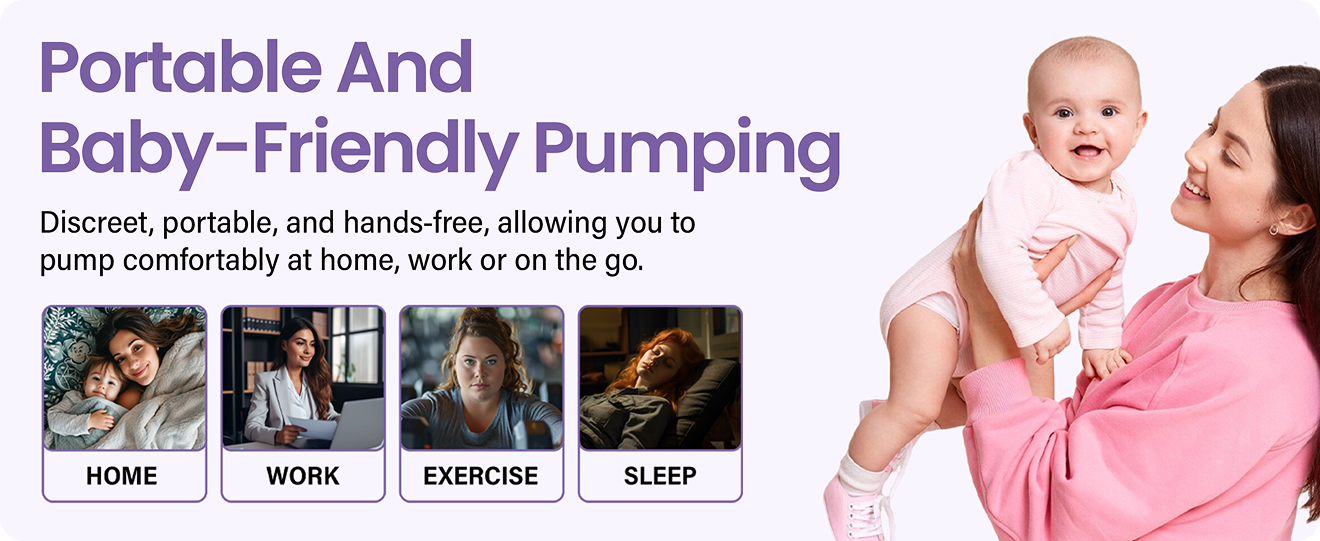 Portable And
Baby-Friendly Pumping
Discreet, portable, and hands-free, allowing you to
pump comfortably at home, work or on the go.
HOME
WORK
EXERCISE
SLEEP